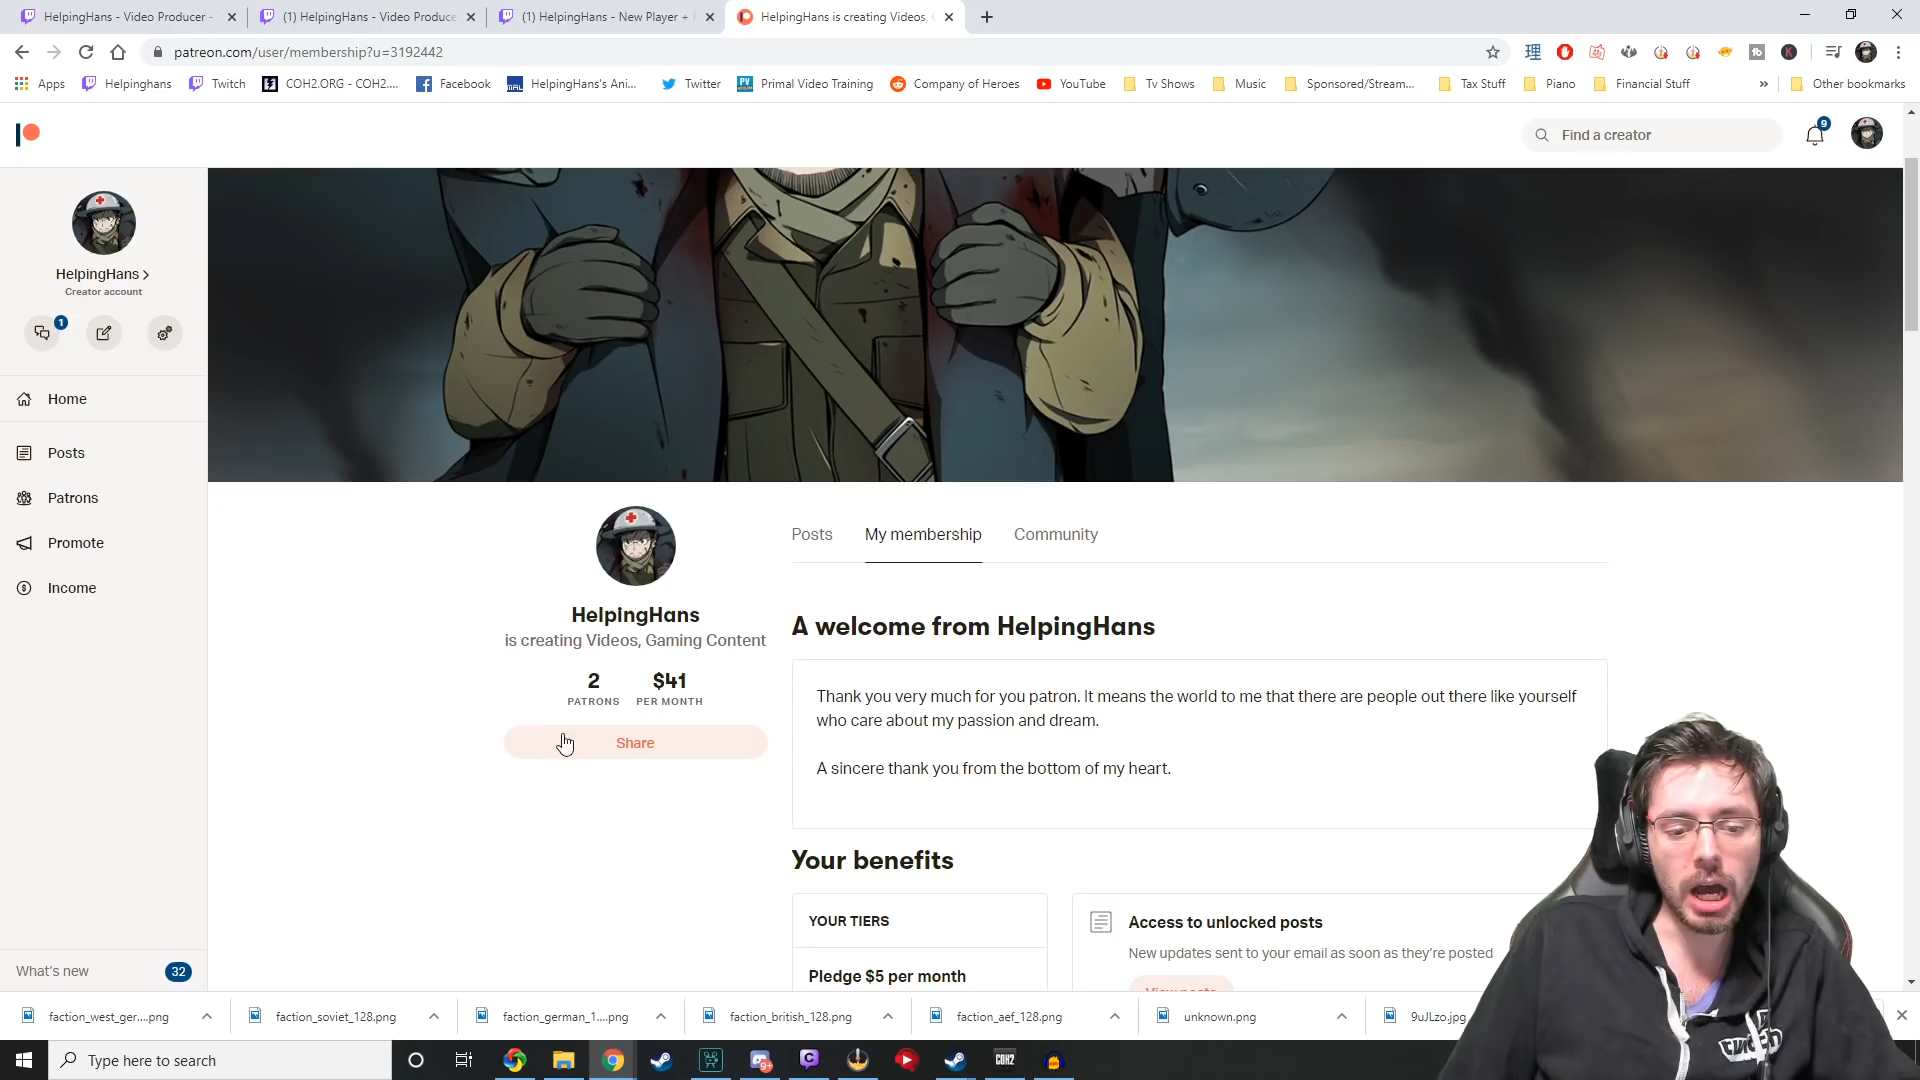 HelpingHans - Video Producer -
(1) HelpingHans - Video Produce
(1) HelpingHans - New Player +
HelpingHans is creating Videos,
patreon.com/user/membership?u=3192442
Apps
Helpinghans
Twitch
COH2.ORG - COH2....
Facebook
HelpingHans's Ani...
Twitter
Primal Video Training
Company of Heroes
YouTube
Tv Shows
Music
Sponsored/Stream...
Tax Stuff
Piano
Financial Stuff
»
Other bookmarks
Find a creator
9
HelpingHans >
Creator account
1
Home
Posts
Patrons
Promote
Income
What's new
32
HelpingHans
is creating Videos, Gaming Content
2
PATRONS
$41
PER MONTH
Share
Posts
My membership
Community
A welcome from HelpingHans
Thank you very much for you patron. It means the world to me that there are people out there like yourself
who care about my passion and dream.
A sincere thank you from the bottom of my heart.
Your benefits
YOUR TIERS
Pledge $5 per month
Access to unlocked posts
New updates sent to your email as soon as they're posted
View posts
faction_west_ger....png
faction_soviet_128.png
faction_german_1....png
faction_british_128.png
faction_aef_128.png
unknown.png
9uJLzo.jpg
Type here to search
9+
COH2